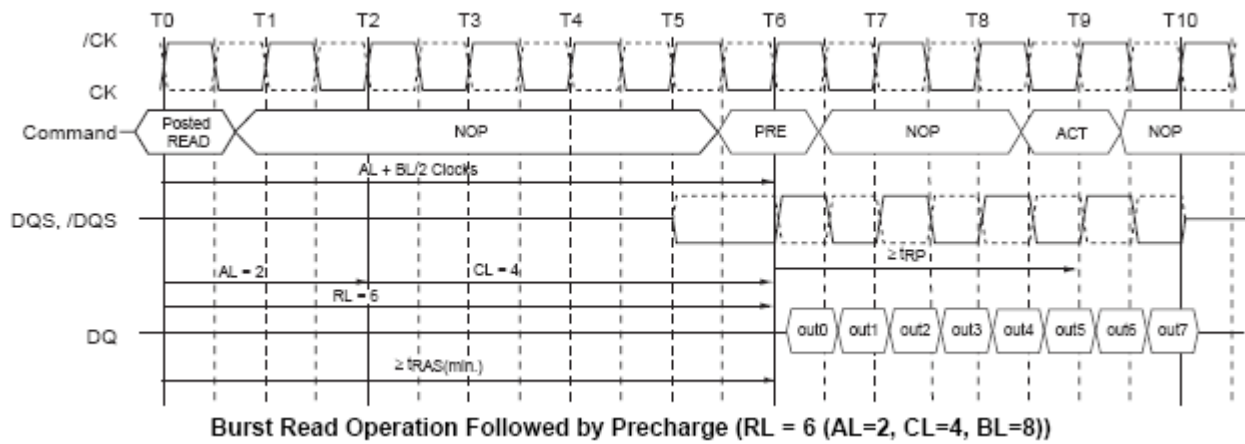 T0 T1 T2 T3 T4 T5 T6 T7 T8 T9 T10
/CK
CK
Command Posted READ NOP PRE NOP ACT NOP
AL + BL/2 Clocks
DQS, /DQS
≥ tRP
AL = 2 CL = 4
RL = 6
DQ out0 out1 out2 out3 out4 out5 out6 out7
≥ tRAS(min.)
Burst Read Operation Followed by Precharge (RL = 6 (AL=2, CL=4, BL=8))